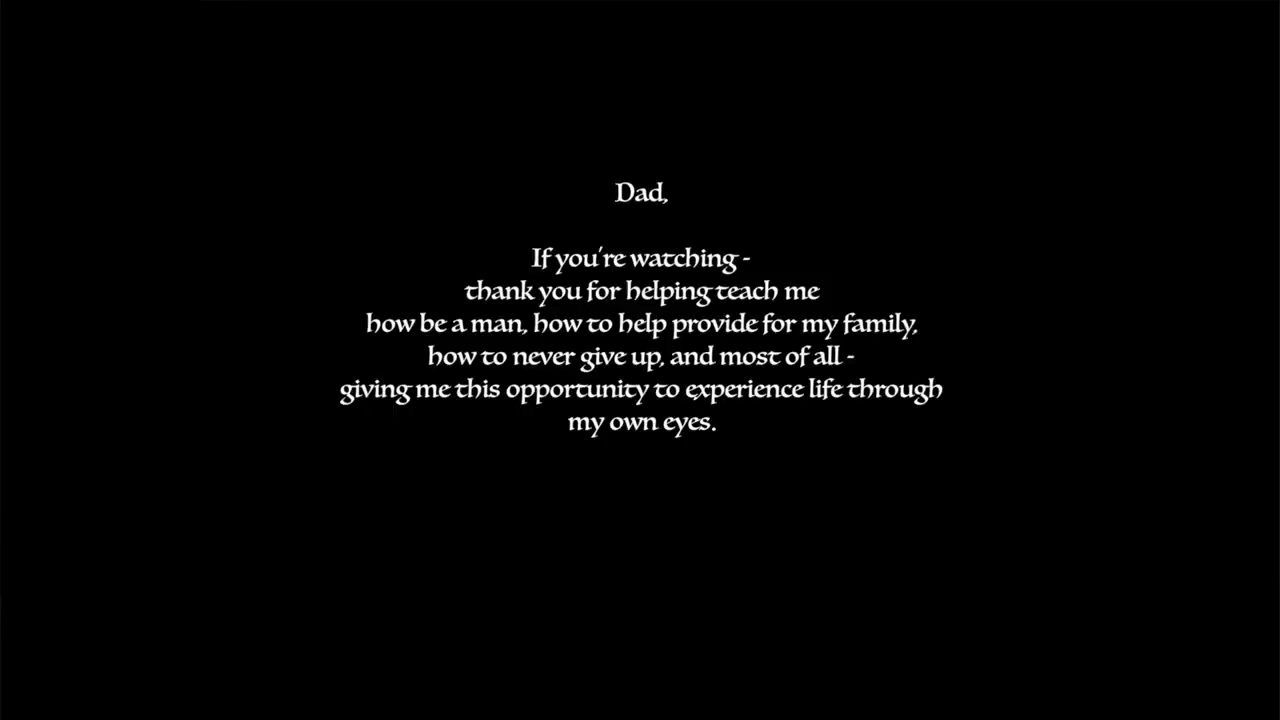 Dad,
If you're watching -
thank you for helping teach me
how be a man, how to help provide for my family,
how to never give up, and most of all -
giving me this opportunity to experience life through
my own eyes.